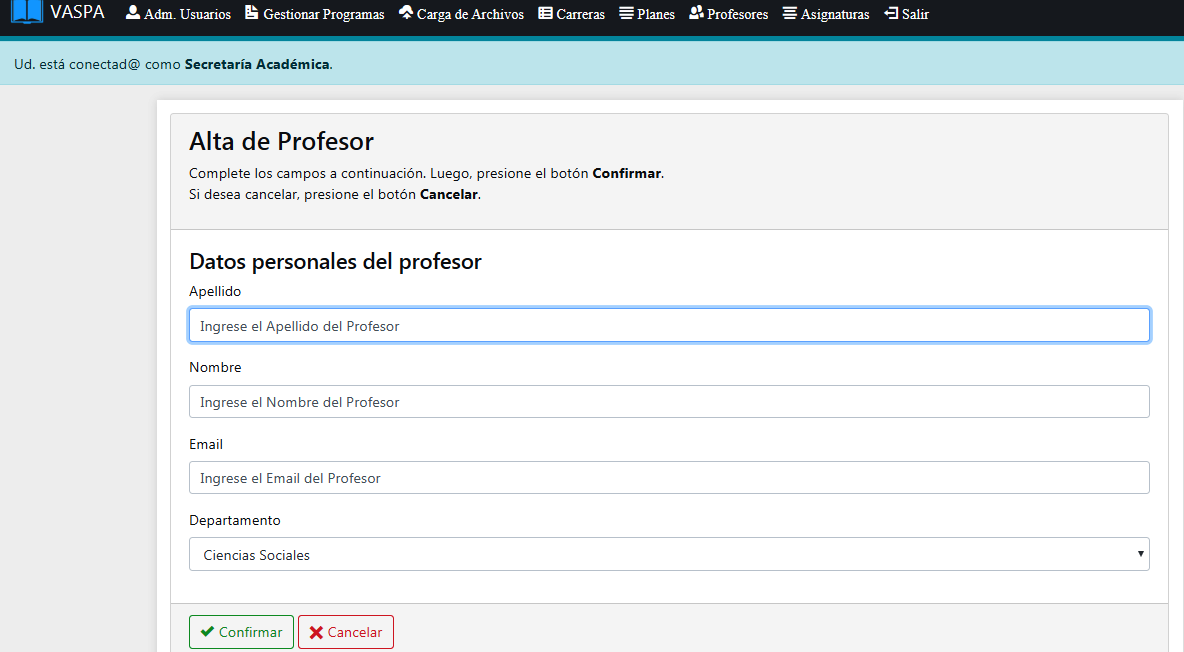 VASPA Adm. Usuarios Gestionar Programas Carga de Archivos Carreras Planes Profesores Asignaturas Salir
Ud. está conectad@ como Secretaría Académica.
Alta de Profesor
Complete los campos a continuación. Luego, presione el botón Confirmar.
Si desea cancelar, presione el botón Cancelar.
Datos personales del profesor
Apellido
Ingrese el Apellido del Profesor
Nombre
Ingrese el Nombre del Profesor
Email
Ingrese el Email del Profesor
Departamento
Ciencias Sociales
Confirmar Cancelar